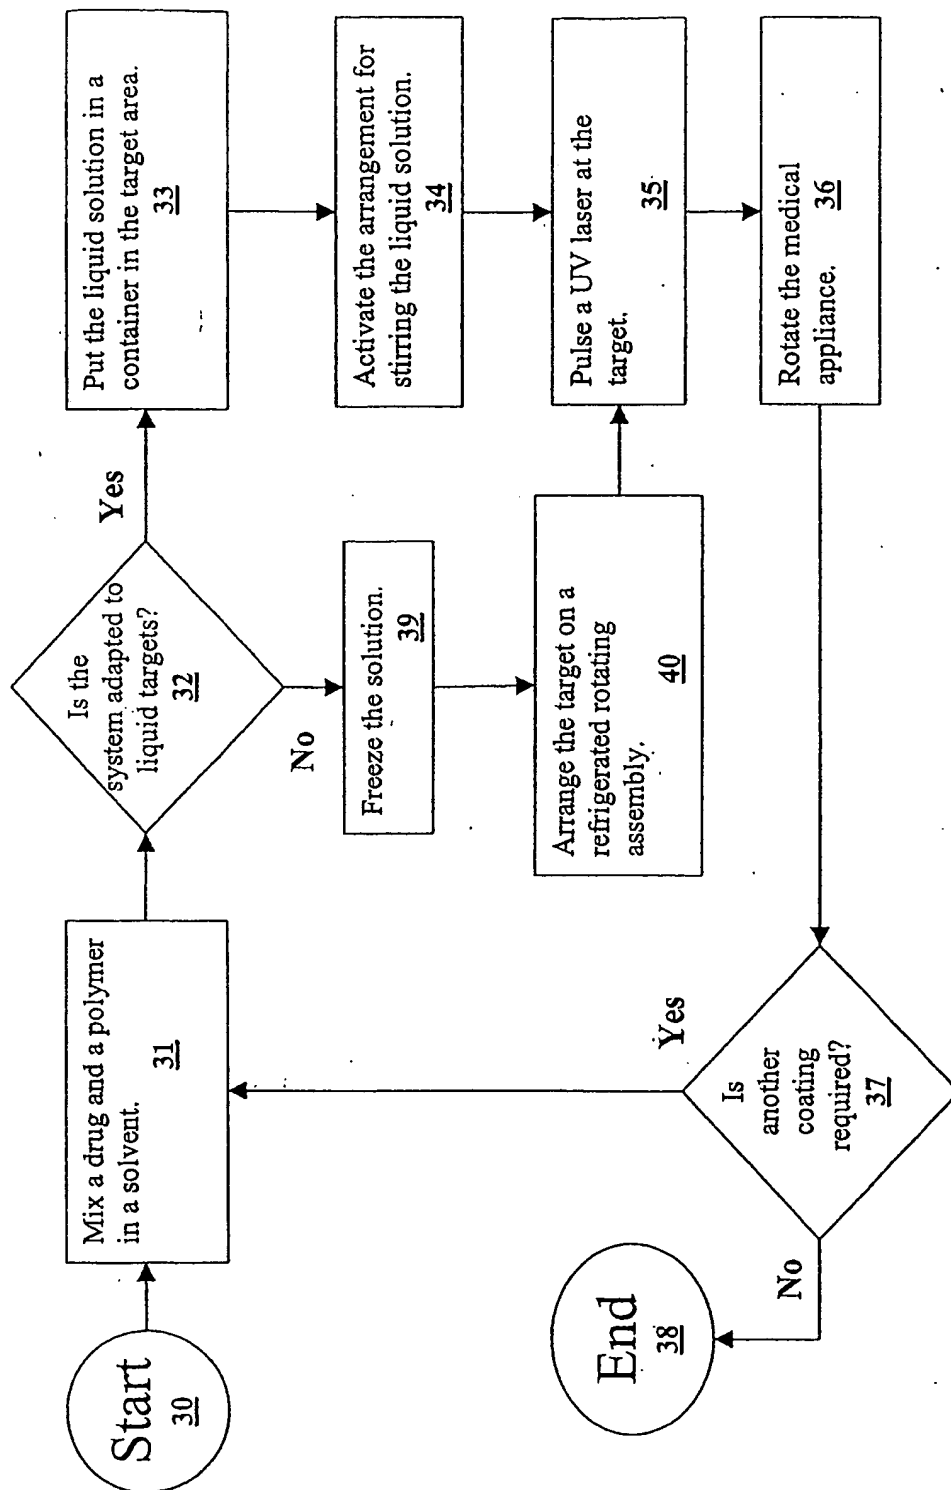 Start
30
Mix a drug and a polymer
in a solvent.
31
Is the
system adapted to
liquid targets?
32
Yes
Put the liquid solution in a
container in the target area.
33
Activate the arrangement for
stirring the liquid solution.
34
No
Freeze the solution.
39
Arrange the target on a
refrigerated rotating
assembly.
40
Pulse a UV laser at the
target.
35
Rotate the medical
appliance.
36
Is
another
coating
required?
37
Yes
No
End
38